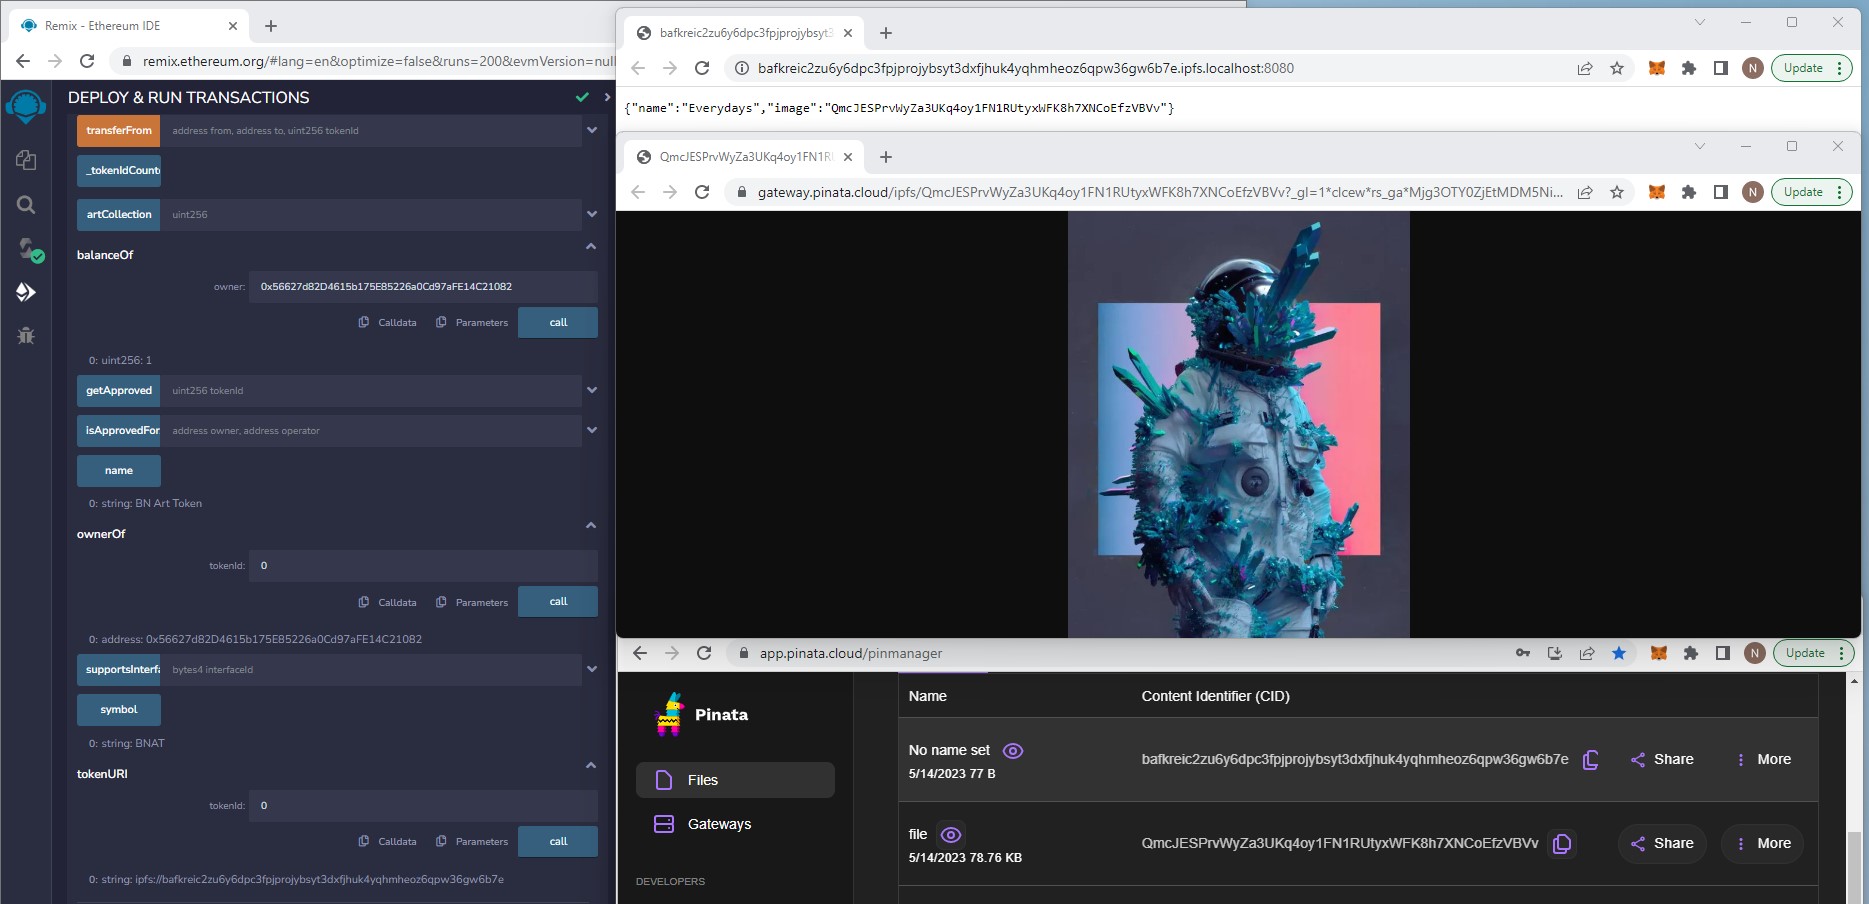 Remix - Ethereum IDE
remix.ethereum.org/#lang=en&optimize=false&runs=200&evmVersion=null
DEPLOY & RUN TRANSACTIONS
transferFrom address from, address to, uint256 tokenId
_tokenIdCount
artCollection uint256
balanceOf
owner: 0x56627d82D4615b175E85226a0Cd97aFE14C21082
Calldata Parameters call
0: uint256: 1
getApproved uint256 tokenId
isApprovedFor address owner, address operator
name
0: string: BN Art Token
ownerOf
tokenId: 0
Calldata Parameters call
0: address: 0x56627d82D4615b175E85226a0Cd97aFE14C21082
supportsInterfa bytes4 interfaceId
symbol
0: string: BNAT
tokenURI
tokenId: 0
Calldata Parameters call
0: string: ipfs://bafkreic2zu6y6dpc3fpjprojybsyt3dxfjhuk4yqhmheoz6qpw36gw6b7e
bafkreic2zu6y6dpc3fpjprojybsyt3
bafkreic2zu6y6dpc3fpjprojybsyt3dxfjhuk4yqhmheoz6qpw36gw6b7e.ipfs.localhost:8080 N Update
{"name":"Everydays","image":"QmcJESPrvWyZa3UKq4oy1FN1RUtyxWFK8h7XNCoEfzVBVv"}
QmcJESPrvWyZa3UKq4oy1FN1RU
gateway.pinata.cloud/ipfs/QmcJESPrvWyZa3UKq4oy1FN1RUtyxWFK8h7XNCoEfzVBVv?_gl=1*clcew*rs_ga*Mjg3OTY0ZjEtMDM5Ni... N Update
app.pinata.cloud/pinmanager N Update
Pinata
Files
Gateways
DEVELOPERS
Name Content Identifier (CID)
No name set bafkreic2zu6y6dpc3fpjprojybsyt3dxfjhuk4yqhmheoz6qpw36gw6b7e Share More
5/14/2023 77 B
file QmcJESPrvWyZa3UKq4oy1FN1RUtyxWFK8h7XNCoEfzVBVv Share More
5/14/2023 78.76 KB